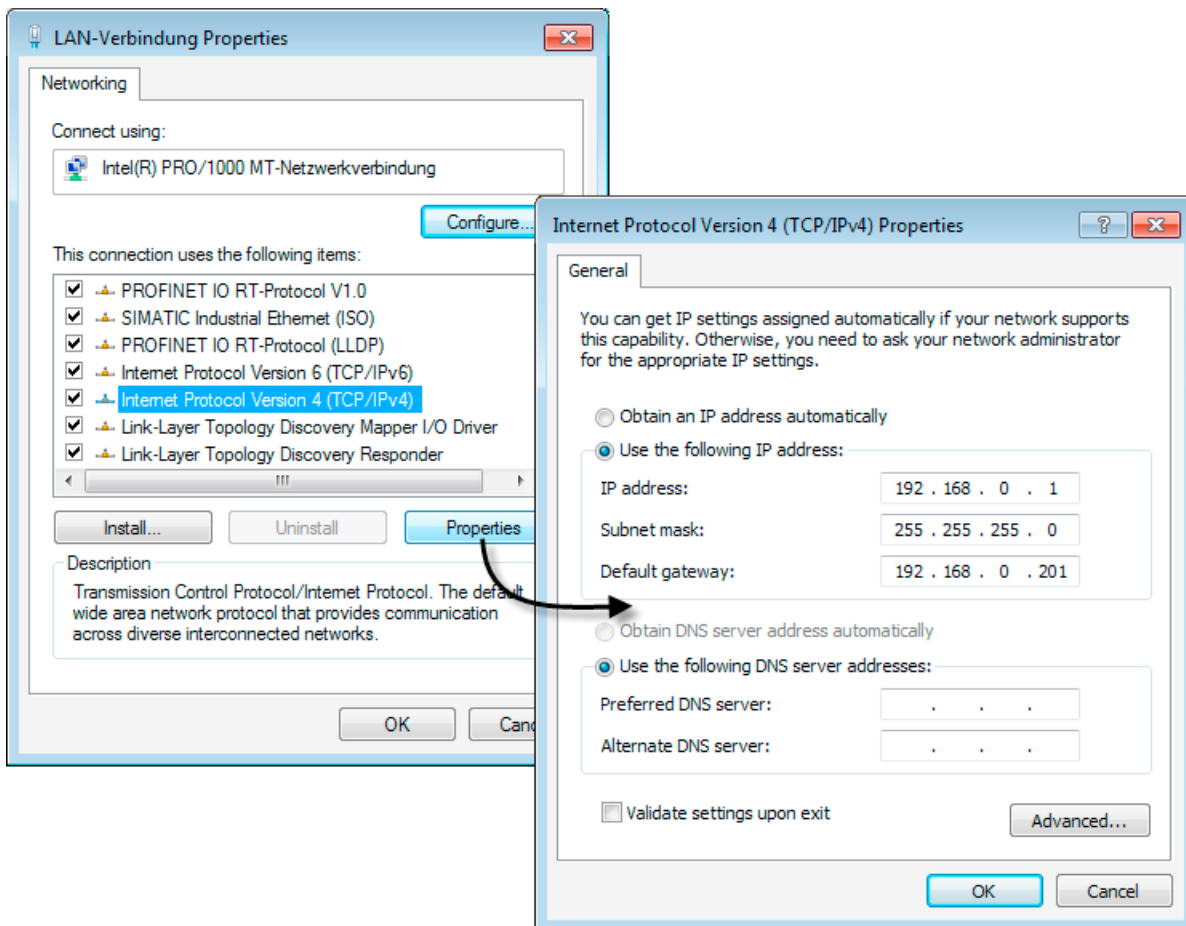 LAN-Verbindung Properties
Networking
Connect using:
Intel(R) PRO/1000 MT-Netzwerkverbindung
Configure...
This connection uses the following items:
PROFINET IO RT-Protocol V1.0
SIMATIC Industrial Ethernet (ISO)
PROFINET IO RT-Protocol (LLDP)
Internet Protocol Version 6 (TCP/IPv6)
Internet Protocol Version 4 (TCP/IPv4)
Link-Layer Topology Discovery Mapper I/O Driver
Link-Layer Topology Discovery Responder
Install...
Uninstall
Properties
Description
Transmission Control Protocol/Internet Protocol. The default
wide area network protocol that provides communication
across diverse interconnected networks.
OK
Canc
Internet Protocol Version 4 (TCP/IPv4) Properties
General
You can get IP settings assigned automatically if your network supports
this capability. Otherwise, you need to ask your network administrator
for the appropriate IP settings.
Obtain an IP address automatically
Use the following IP address:
IP address: 192 . 168 . 0 . 1
Subnet mask: 255 . 255 . 255 . 0
Default gateway: 192 . 168 . 0 . 201
Obtain DNS server address automatically
Use the following DNS server addresses:
Preferred DNS server: . . .
Alternate DNS server: . . .
Validate settings upon exit
Advanced...
OK
Cancel